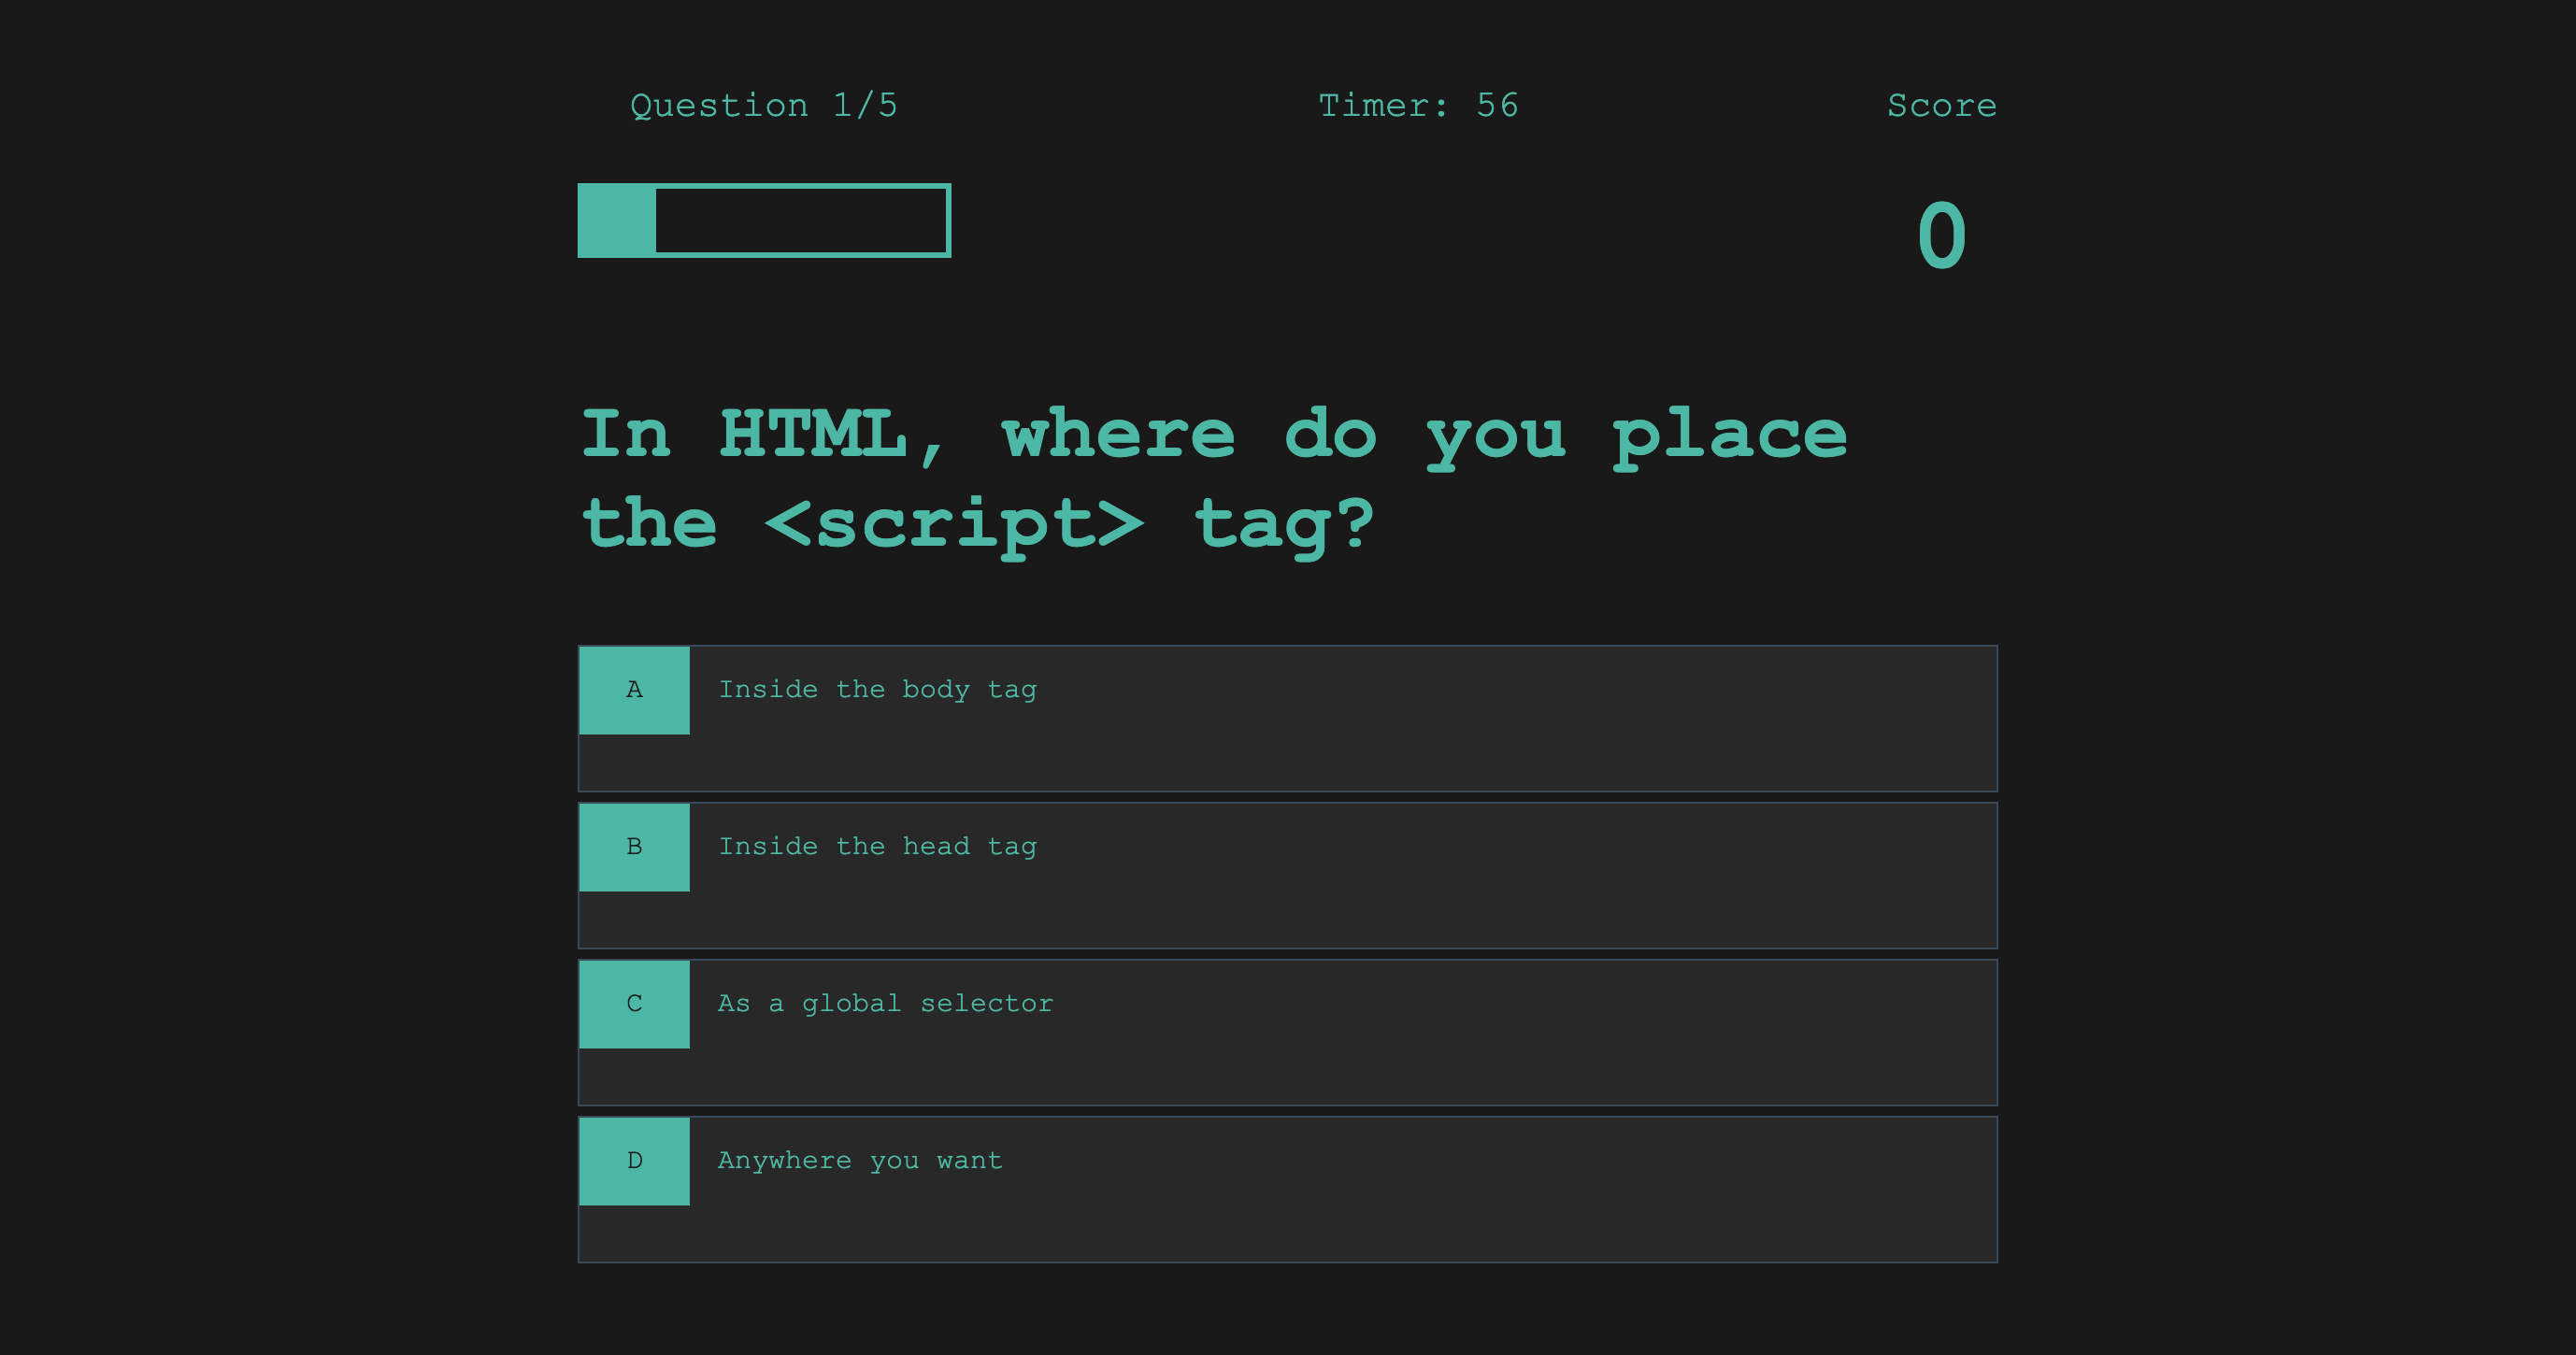 Question 1/5
Timer: 56
Score
0
In HTML, where do you place
the <script> tag?
A Inside the body tag
B Inside the head tag
C As a global selector
D Anywhere you want